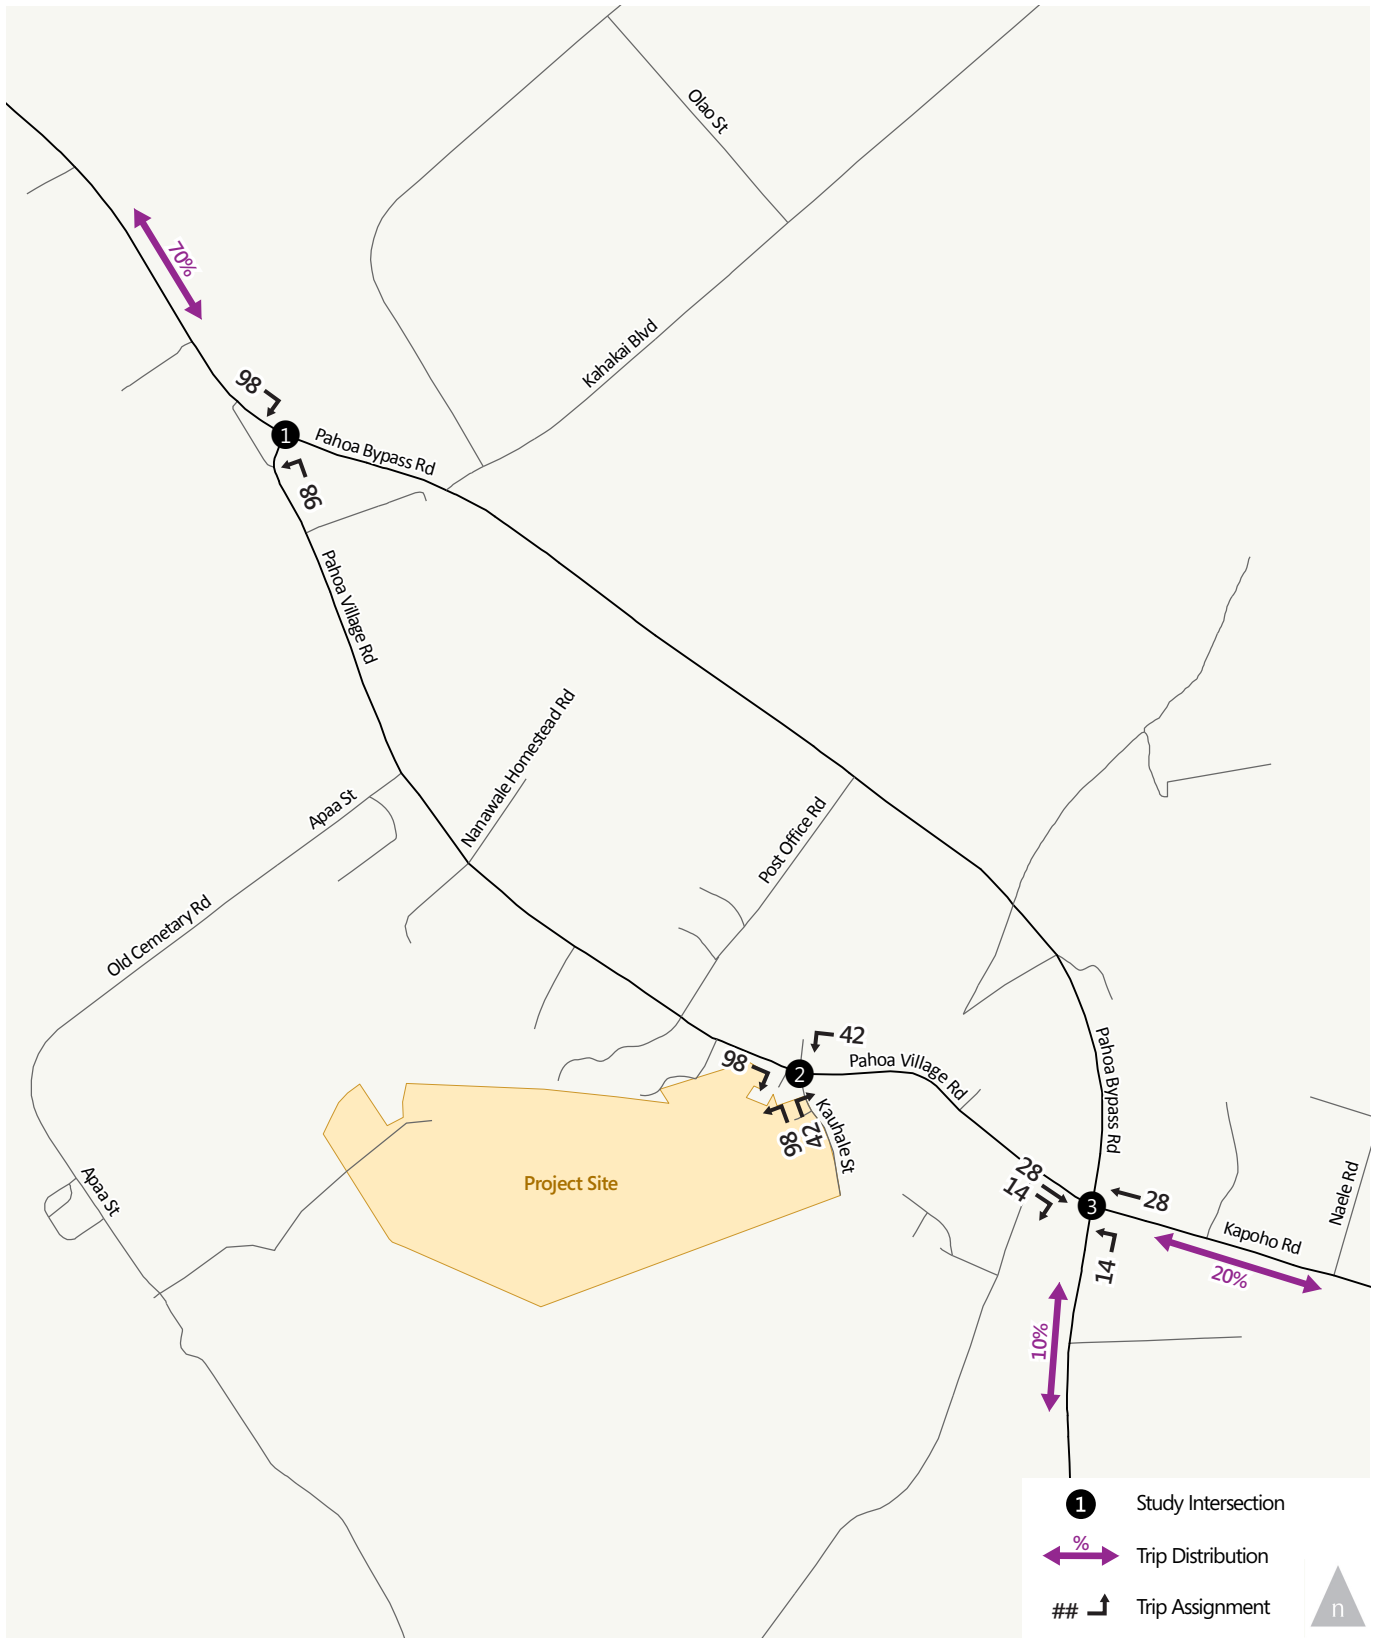 Olao St
70%
Kahakai Blvd
98
1
Pahoa Bypass Rd
98
Pahoa Village Rd
Nanawale Homestead Rd
Apaa St
Post Office Rd
Old Cemetary Rd
42
98
2
Pahoa Village Rd
Pahoa Bypass Rd
98
42
Kauhale St
Project Site
Apaa St
28
14
3
28
14
Naele Rd
Kapoho Rd
20%
10%
1 Study Intersection
% Trip Distribution
## Trip Assignment
n